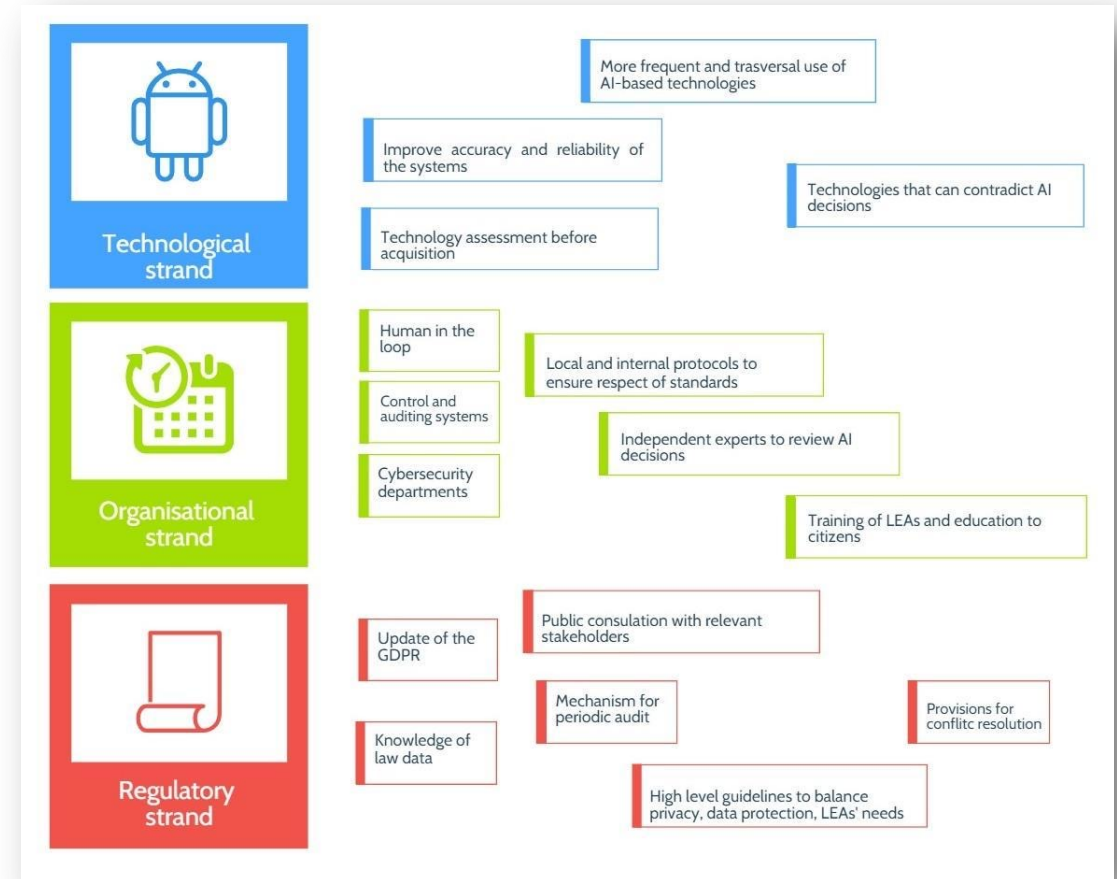 Technological
strand
More frequent and trasversal use of
AI-based technologies
Improve accuracy and reliability of
the systems
Technologies that can contradict AI
decisions
Technology assessment before
acquisition
Organisational
strand
Human in the
loop
Local and internal protocols to
ensure respect of standards
Control and
auditing systems
Independent experts to review AI
decisions
Cybersecurity
departments
Training of LEAs and education to
citizens
Regulatory
strand
Public consulation with relevant
stakeholders
Update of the
GDPR
Mechanism for
periodic audit
Provisions for
conflitc resolution
Knowledge of
law data
High level guidelines to balance
privacy, data protection, LEAs' needs